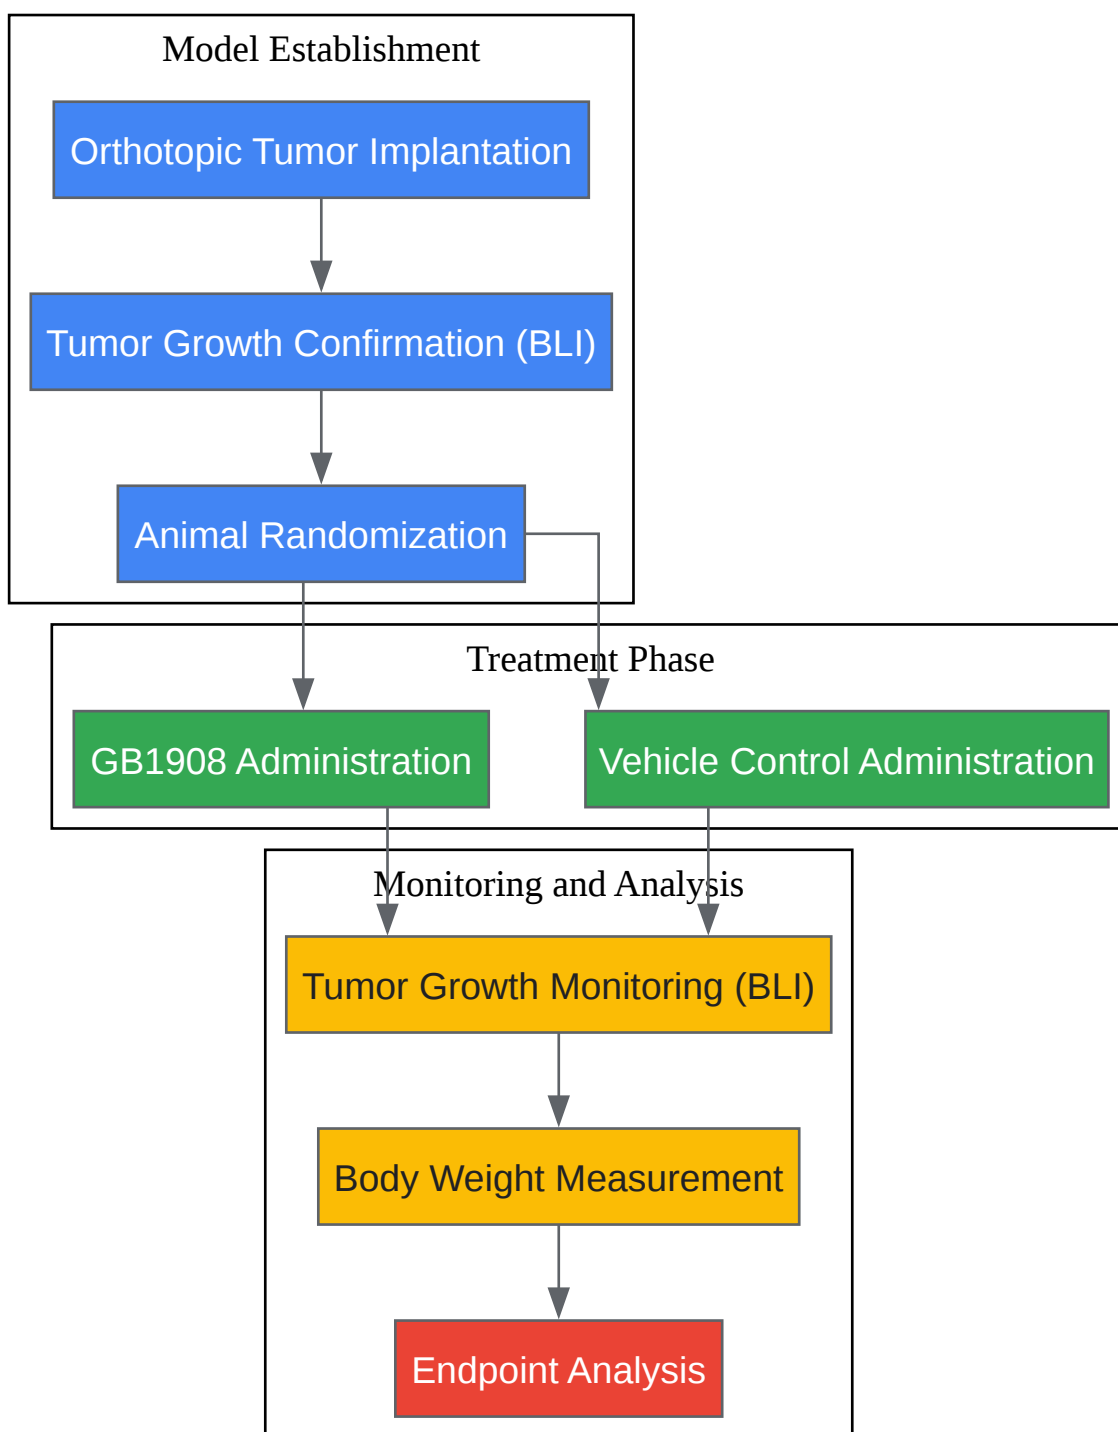 Model Establishment
Orthotopic Tumor Implantation
Tumor Growth Confirmation (BLI)
Animal Randomization
Treatment Phase
GB1908 Administration
Vehicle Control Administration
Monitoring and Analysis
Tumor Growth Monitoring (BLI)
Body Weight Measurement
Endpoint Analysis